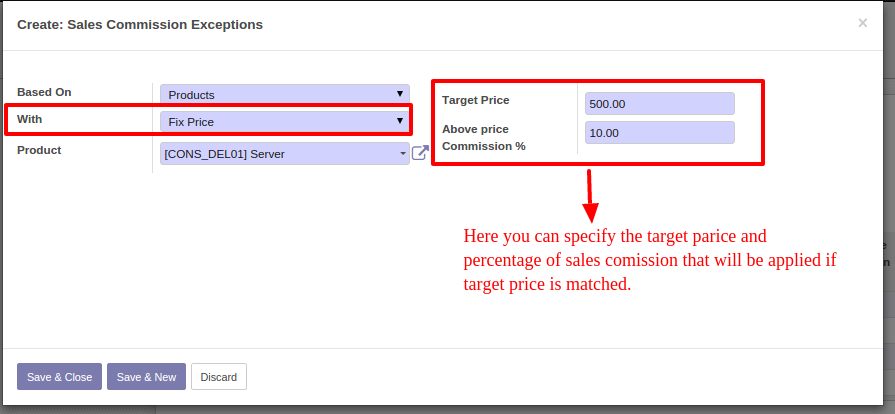 Create: Sales Commission Exceptions
×
Based On
Products
With
Fix Price
Product
[CONS_DEL01] Server
Target Price
500.00
Above price
Commission %
10.00
Here you can specify the target parice and
percentage of sales comission that will be applied if
target price is matched.
Save & Close
Save & New
Discard